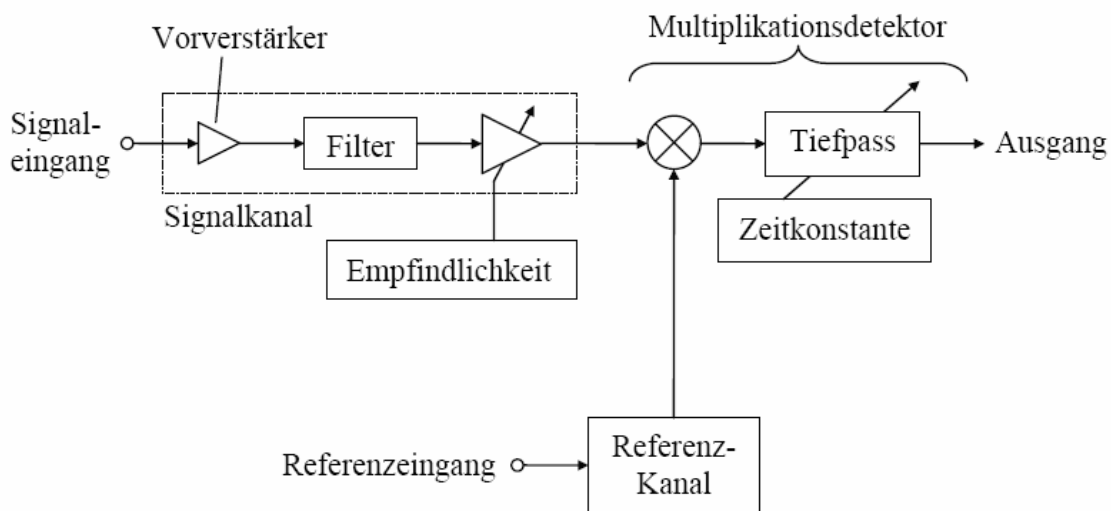 Vorverstärker
Multiplikationsdetektor
Signal-
eingang
Filter
Tiefpass
Ausgang
Signalkanal
Zeitkonstante
Empfindlichkeit
Referenzeingang
Referenz-
Kanal